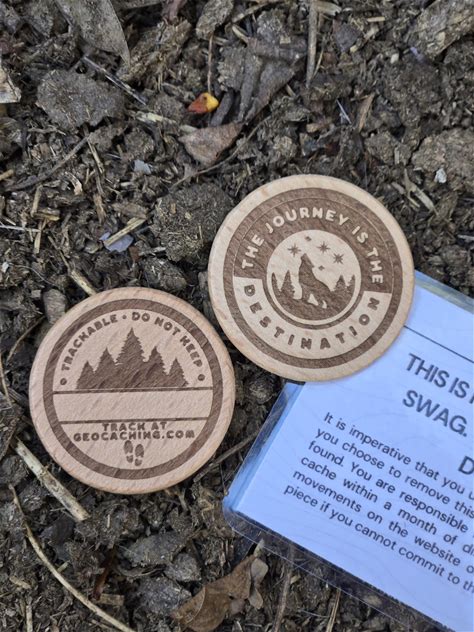 THE JOURNEY IS THE
DESTINATION
TRACKABLE • DO NOT KEEP
TRACK AT
GEOCACHING.COM
THIS IS
SWAG.
D
It is imperative that you
you choose to remove this
found. You are responsible
cache within a month of
movements on the website
piece if you cannot commit to